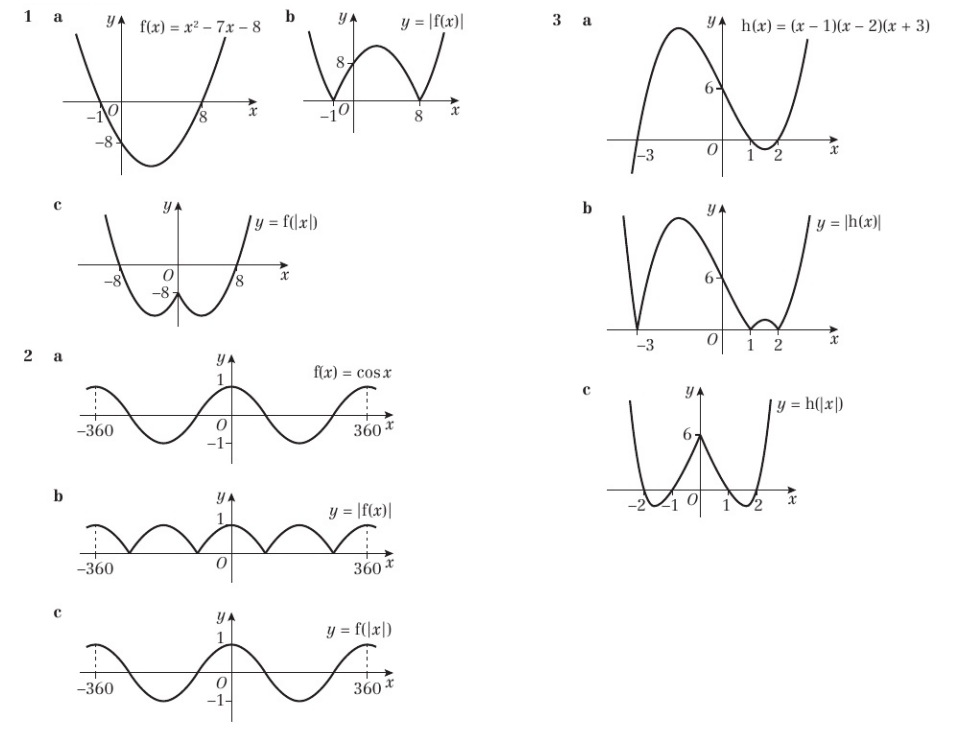 1 a
y
f(x) = x² – 7x – 8
–1
O
8
x
–8
b
y
y = |f(x)|
8
–1
O
8
x
c
y
y = f(|x|)
–8
O
8
x
–8
2 a
y
f(x) = cos x
1
O
–360
360
x
–1
b
y
y = |f(x)|
1
O
–360
360
x
c
y
y = f(|x|)
1
O
–360
360
x
–1
3 a
y
h(x) = (x – 1)(x – 2)(x + 3)
6
–3
O
1
2
x
b
y
y = |h(x)|
6
–3
O
1
2
x
c
y
y = h(|x|)
6
–2
–1
O
1
2
x